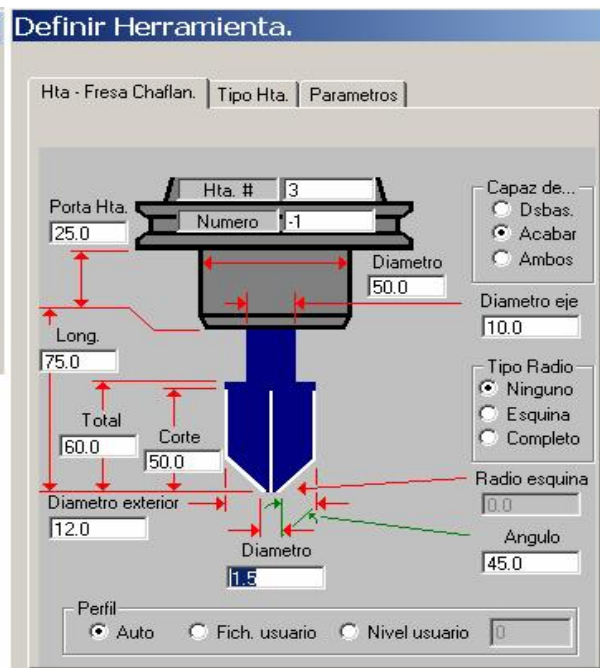 Definir Herramienta.
Hta - Fresa Chaflan. Tipo Hta. Parametros
Hta. # 3
Numero -1
Porta Hta.
25.0
Capaz de...
Dsbas.
Acabar
Ambos
Diametro
50.0
Diametro eje
10.0
Long.
75.0
Tipo Radio
Ninguno
Esquina
Completo
Total
60.0
Corte
50.0
Radio esquina
0.0
Diametro exterior
12.0
Angulo
45.0
Diametro
1.5
Perfil
Auto Fich. usuario Nivel usuario 0